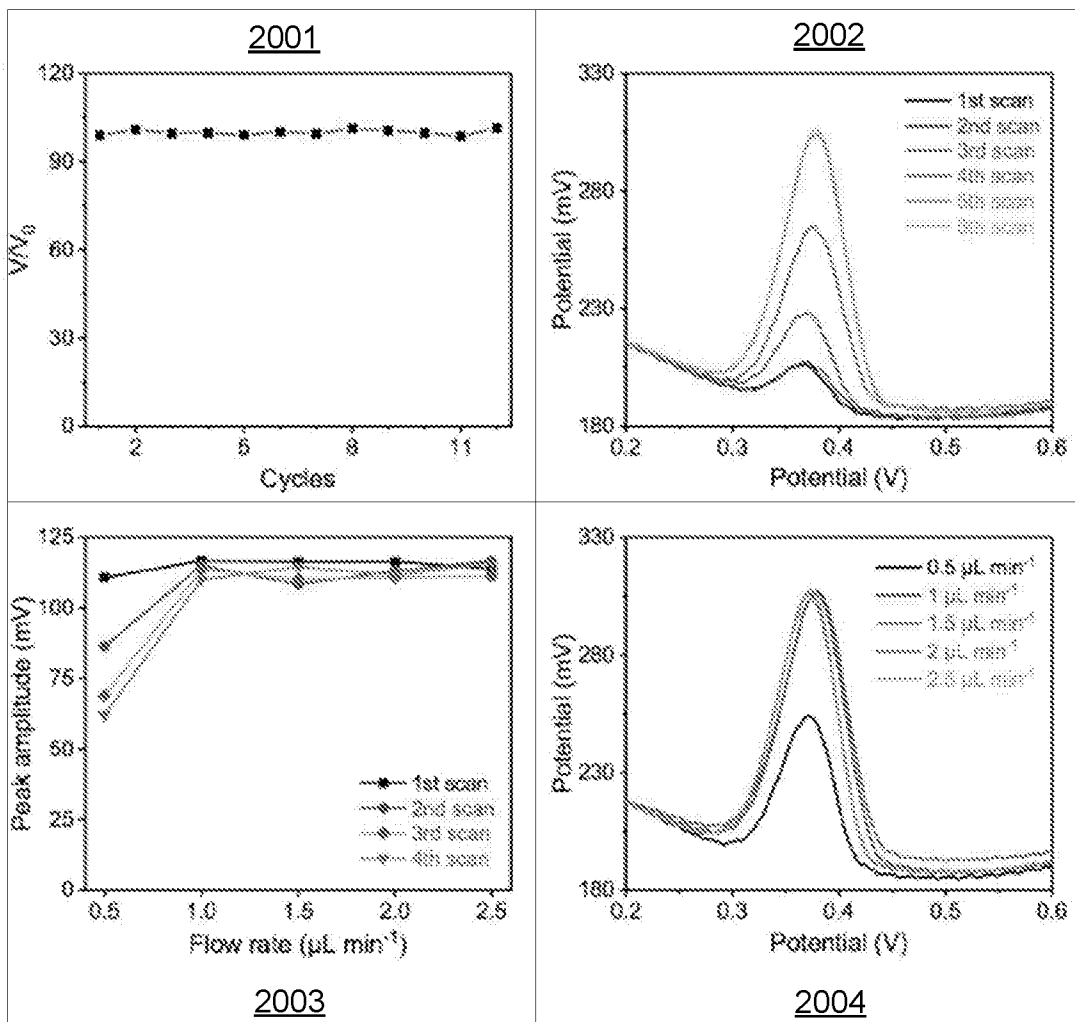 2001
120
90
60
30
0
V/V₀
2
5
8
11
Cycles
2002
330
280
230
180
Potential (mV)
1st scan
2nd scan
3rd scan
4th scan
5th scan
6th scan
0.2
0.3
0.4
0.5
0.6
Potential (V)
125
100
75
50
25
0
Peak amplitude (mV)
1st scan
2nd scan
3rd scan
4th scan
0.5
1.0
1.5
2.0
2.5
Flow rate (µL min⁻¹)
2003
330
280
230
180
Potential (mV)
0.5 µL min⁻¹
1 µL min⁻¹
1.5 µL min⁻¹
2 µL min⁻¹
2.5 µL min⁻¹
0.2
0.3
0.4
0.5
0.6
Potential (V)
2004